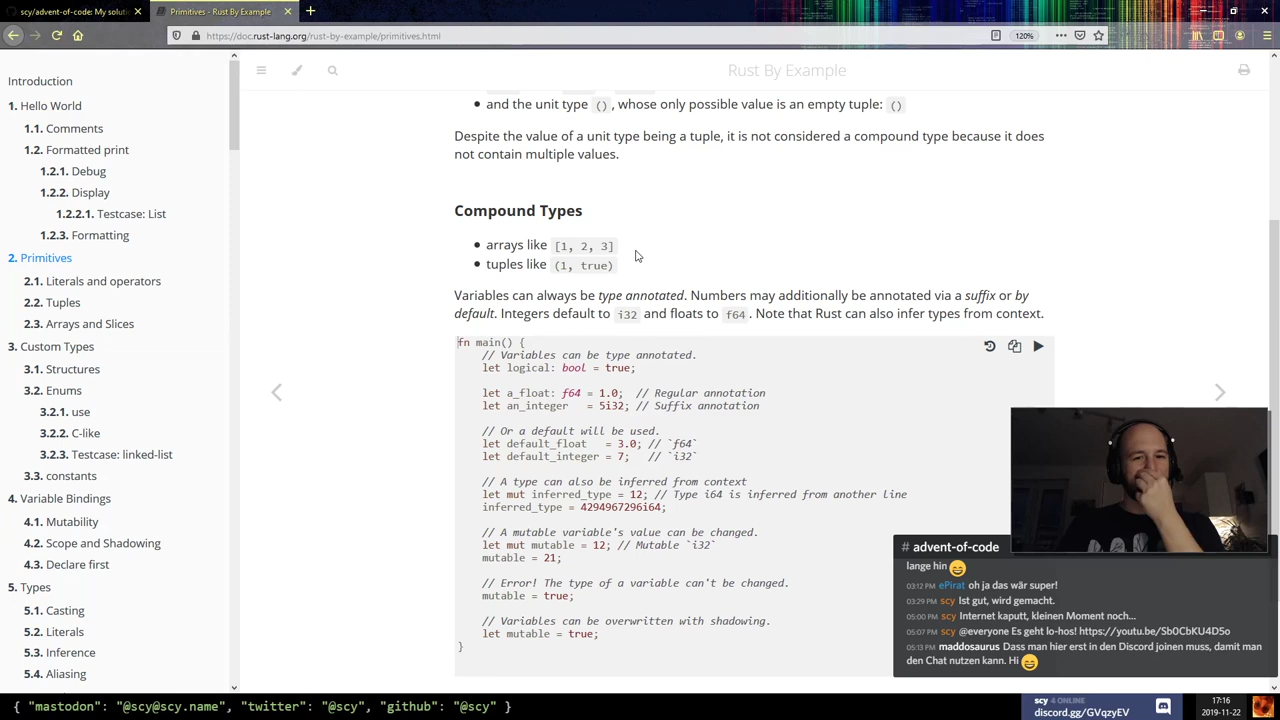 scy/advent-of-code: My soluti
Primitives - Rust By Example
https://doc.rust-lang.org/rust-by-example/primitives.html
120%
Introduction
1. Hello World
1.1. Comments
1.2. Formatted print
1.2.1. Debug
1.2.2. Display
1.2.2.1. Testcase: List
1.2.3. Formatting
2. Primitives
2.1. Literals and operators
2.2. Tuples
2.3. Arrays and Slices
3. Custom Types
3.1. Structures
3.2. Enums
3.2.1. use
3.2.2. C-like
3.2.3. Testcase: linked-list
3.3. constants
4. Variable Bindings
4.1. Mutability
4.2. Scope and Shadowing
4.3. Declare first
5. Types
5.1. Casting
5.2. Literals
5.3. Inference
5.4. Aliasing
Rust By Example
and the unit type (), whose only possible value is an empty tuple: ()
Despite the value of a unit type being a tuple, it is not considered a compound type because it does
not contain multiple values.
Compound Types
arrays like [1, 2, 3]
tuples like (1, true)
Variables can always be type annotated. Numbers may additionally be annotated via a suffix or by
default. Integers default to i32 and floats to f64. Note that Rust can also infer types from context.
fn main() {
// Variables can be type annotated.
let logical: bool = true;
let a_float: f64 = 1.0;  // Regular annotation
let an_integer   = 5i32; // Suffix annotation
// Or a default will be used.
let default_float   = 3.0; // `f64`
let default_integer = 7;   // `i32`
// A type can also be inferred from context
let mut inferred_type = 12; // Type i64 is inferred from another line
inferred_type = 4294967296i64;
// A mutable variable's value can be changed.
let mut mutable = 12; // Mutable `i32`
mutable = 21;
// Error! The type of a variable can't be changed.
mutable = true;
// Variables can be overwritten with shadowing.
let mutable = true;
}
# advent-of-code
lange hin
03:12 PM ePirat oh ja das wär super!
03:29 PM scy Ist gut, wird gemacht.
05:00 PM scy Internet kaputt, kleinen Moment noch...
05:07 PM scy @everyone Es geht lo-hos! https://youtu.be/Sb0CbKU4D5o
05:13 PM maddosaurus Dass man hier erst in den Discord joinen muss, damit man
den Chat nutzen kann. Hi
{ "mastodon": "@scy@scy.name", "twitter": "@scy", "github": "@scy" }
scy 4 ONLINE
discord.gg/GVqzyEV
17:16
2019-11-22